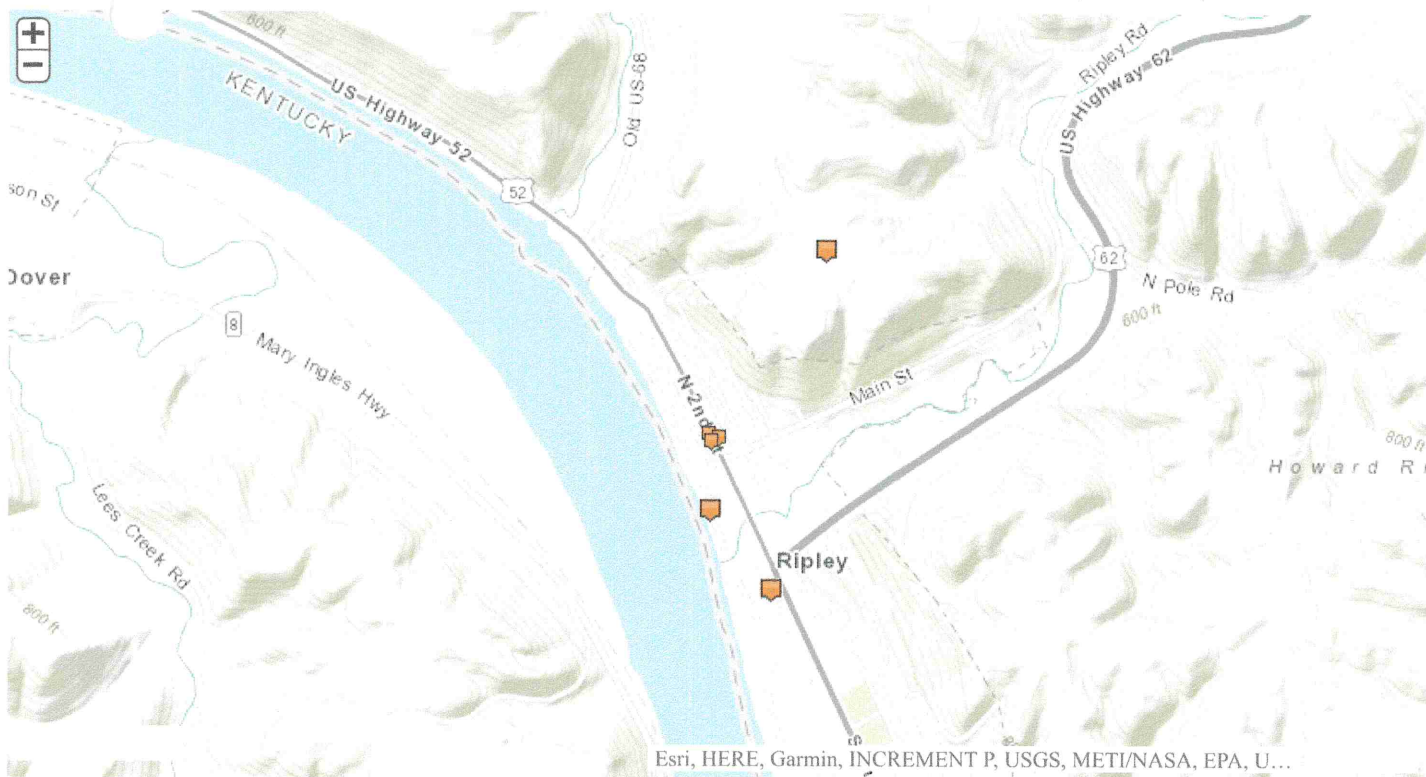 +
−
600 ft
KENTUCKY
US Highway 52
Old US-68
Ripley Rd
US Highway 62
52
62
N Pole Rd
600 ft
son St
Dover
8
Mary Ingles Hwy
N 2nd
Main St
800 ft
Howard R
Lees Creek Rd
Ripley
800 ft
Esri, HERE, Garmin, INCREMENT P, USGS, METI/NASA, EPA, U...